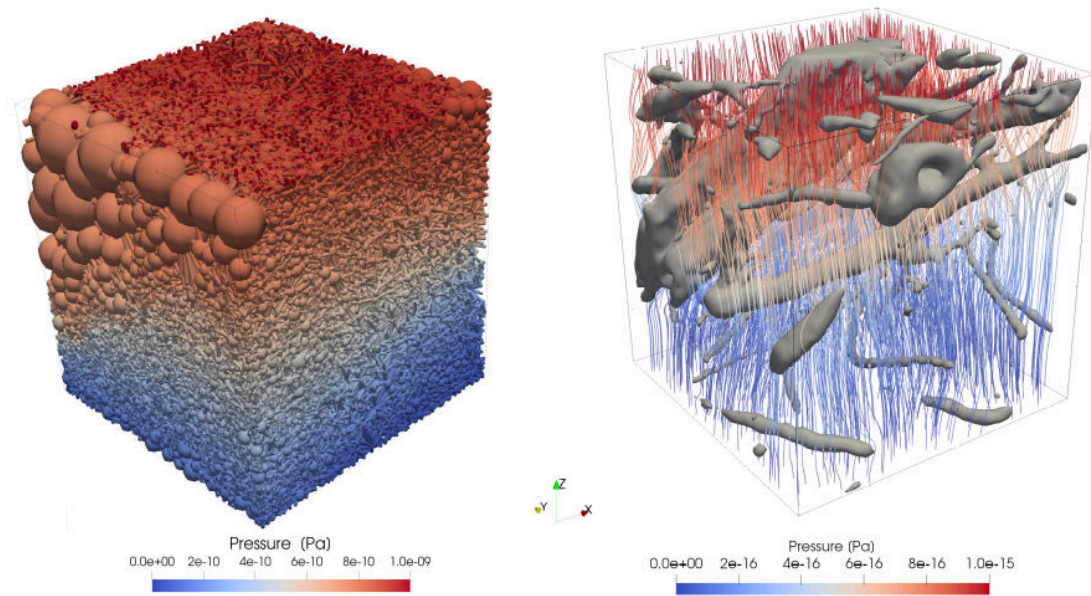 Z
Y
X
Pressure (Pa)
0.0e+00 2e-10 4e-10 6e-10 8e-10 1.0e-09
Pressure (Pa)
0.0e+00 2e-16 4e-16 6e-16 8e-16 1.0e-15